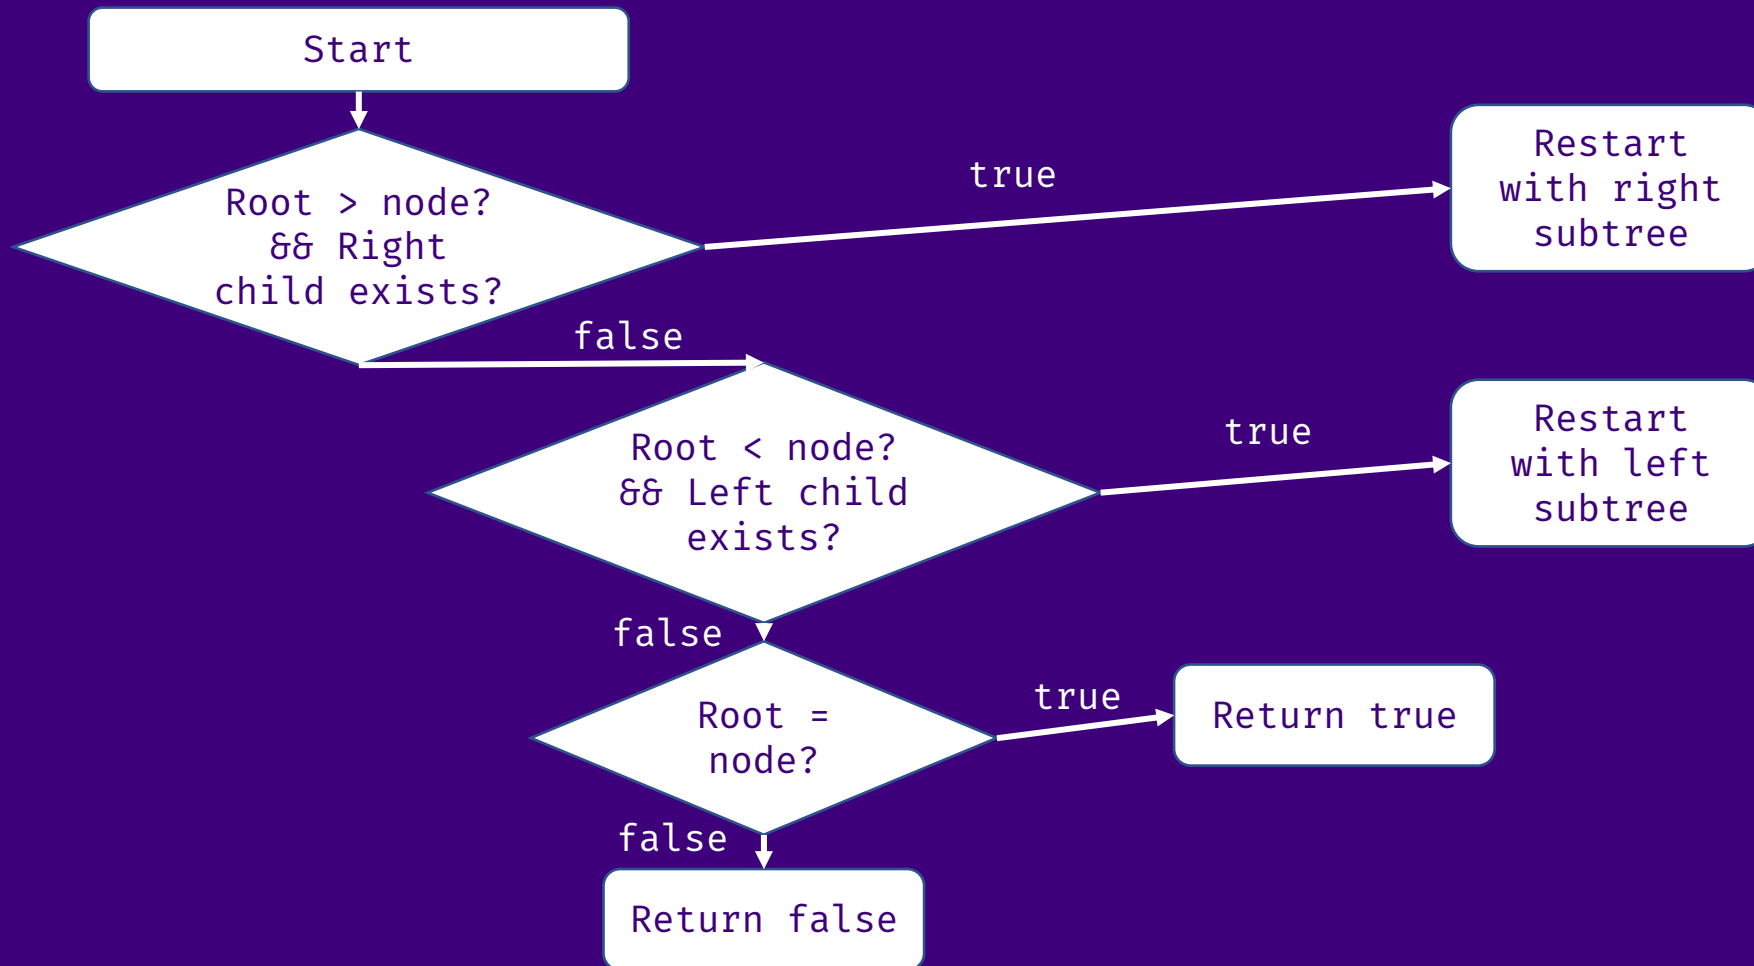 Start
Root > node?
&& Right
child exists?
true
Restart
with right
subtree
false
Root < node?
&& Left child
exists?
true
Restart
with left
subtree
false
Root =
node?
true
Return true
false
Return false